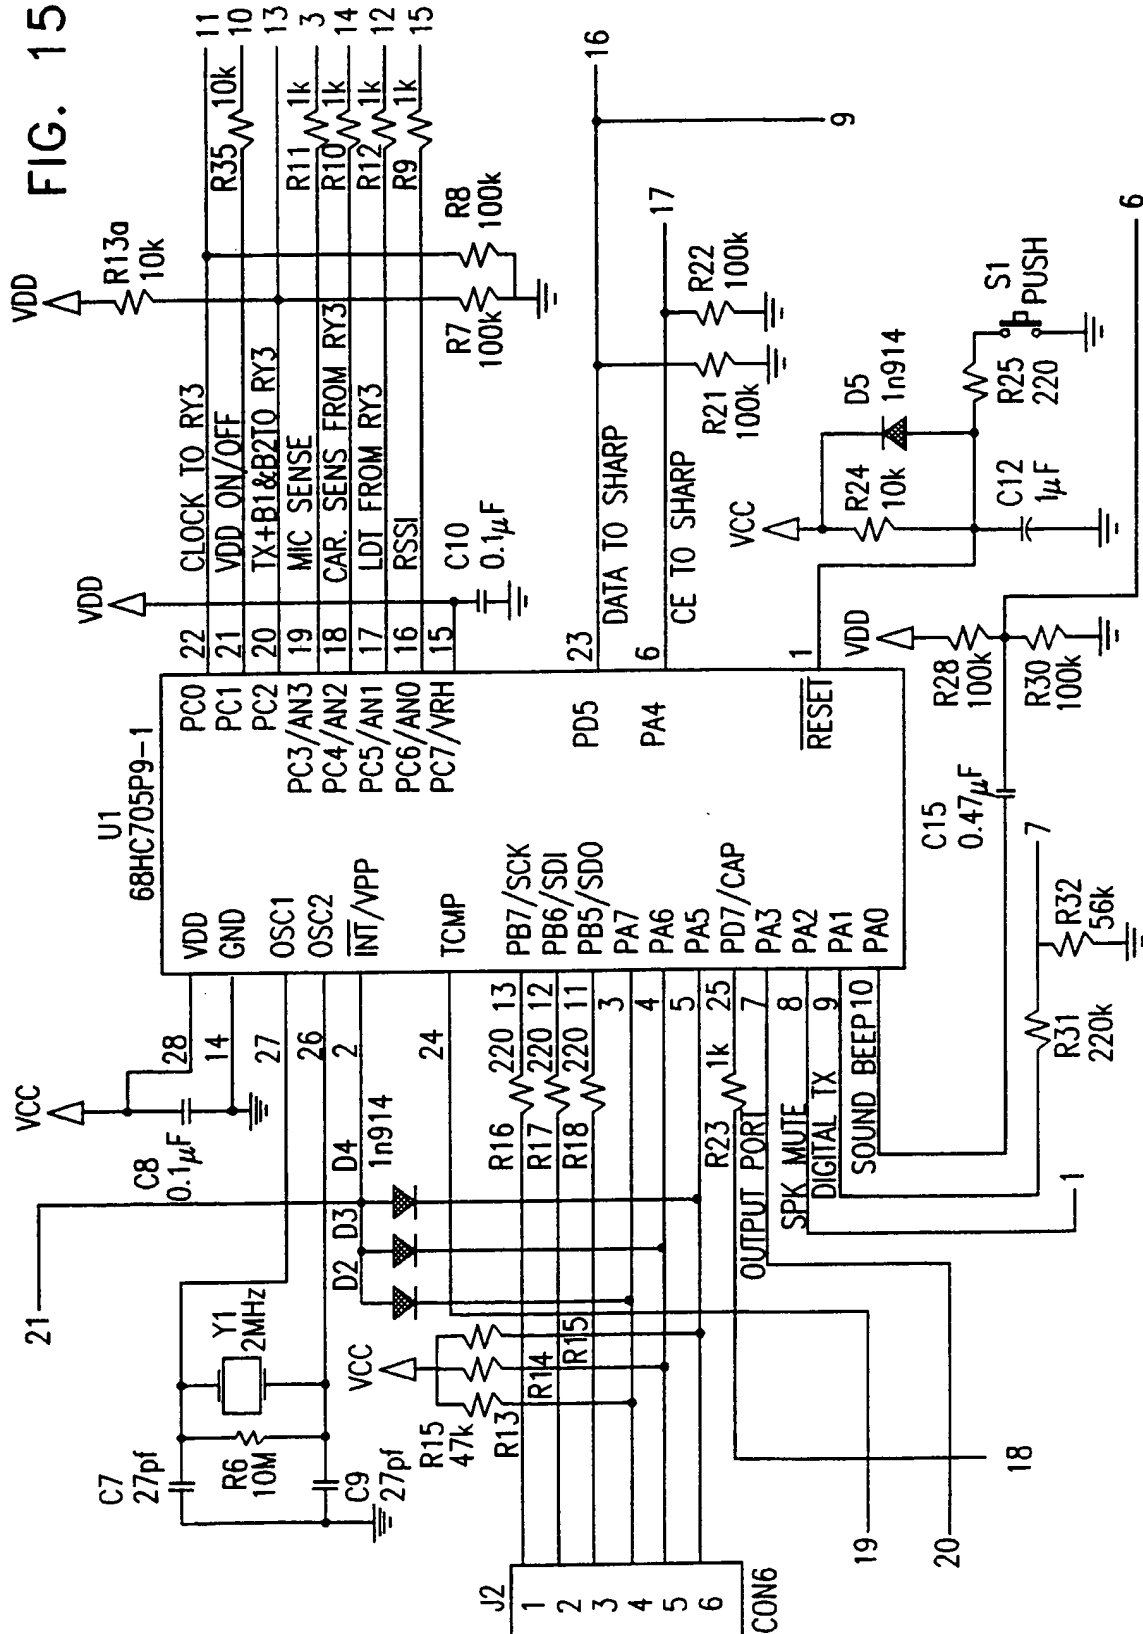 FIG. 15
U1
68HC705P9-1
VDD
GND
OSC1
OSC2
INT/VPP
TCMP
PB7/SCK
PB6/SDI
PB5/SDO
PA7
PA6
PA5
PD7/CAP
PA3
PA2
PA1
PA0
PC0
PC1
PC2
PC3/AN3
PC4/AN2
PC5/AN1
PC6/AN0
PC7/VRH
PD5
PA4
RESET
28
14
27
26
2
24
13
12
11
3
4
5
25
7
8
9
10
22
21
20
19
18
17
16
15
23
6
1
CLOCK TO RY3
VDD ON/OFF
TX+B1&B2TO RY3
MIC SENSE
CAR. SENS FROM RY3
LDT FROM RY3
RSSI
VDD
C10
0.1μF
VDD
R13a
10k
R35
10k
R11
1k
R10
1k
R12
1k
R9
1k
11
10
13
3
14
12
15
R7
100k
R8
100k
DATA TO SHARP
CE TO SHARP
16
9
17
R21
100k
R22
100k
VCC
R24
10k
D5
1n914
C12
1μF
R25
220
S1
PUSH
VDD
R28
100k
R30
100k
6
C15
0.47μF
7
R31
220k
R32
56k
SOUND BEEP
DIGITAL TX
SPK MUTE
OUTPUT PORT
1
R23
1k
R16
220
R17
220
R18
220
VCC
C8
0.1μF
D4
1n914
D3
D2
21
Y1
2MHz
C7
27pf
R6
10M
C9
27pf
VCC
R15
47k
R13
R14
R15
J2
1
2
3
4
5
6
CON6
19
20
18